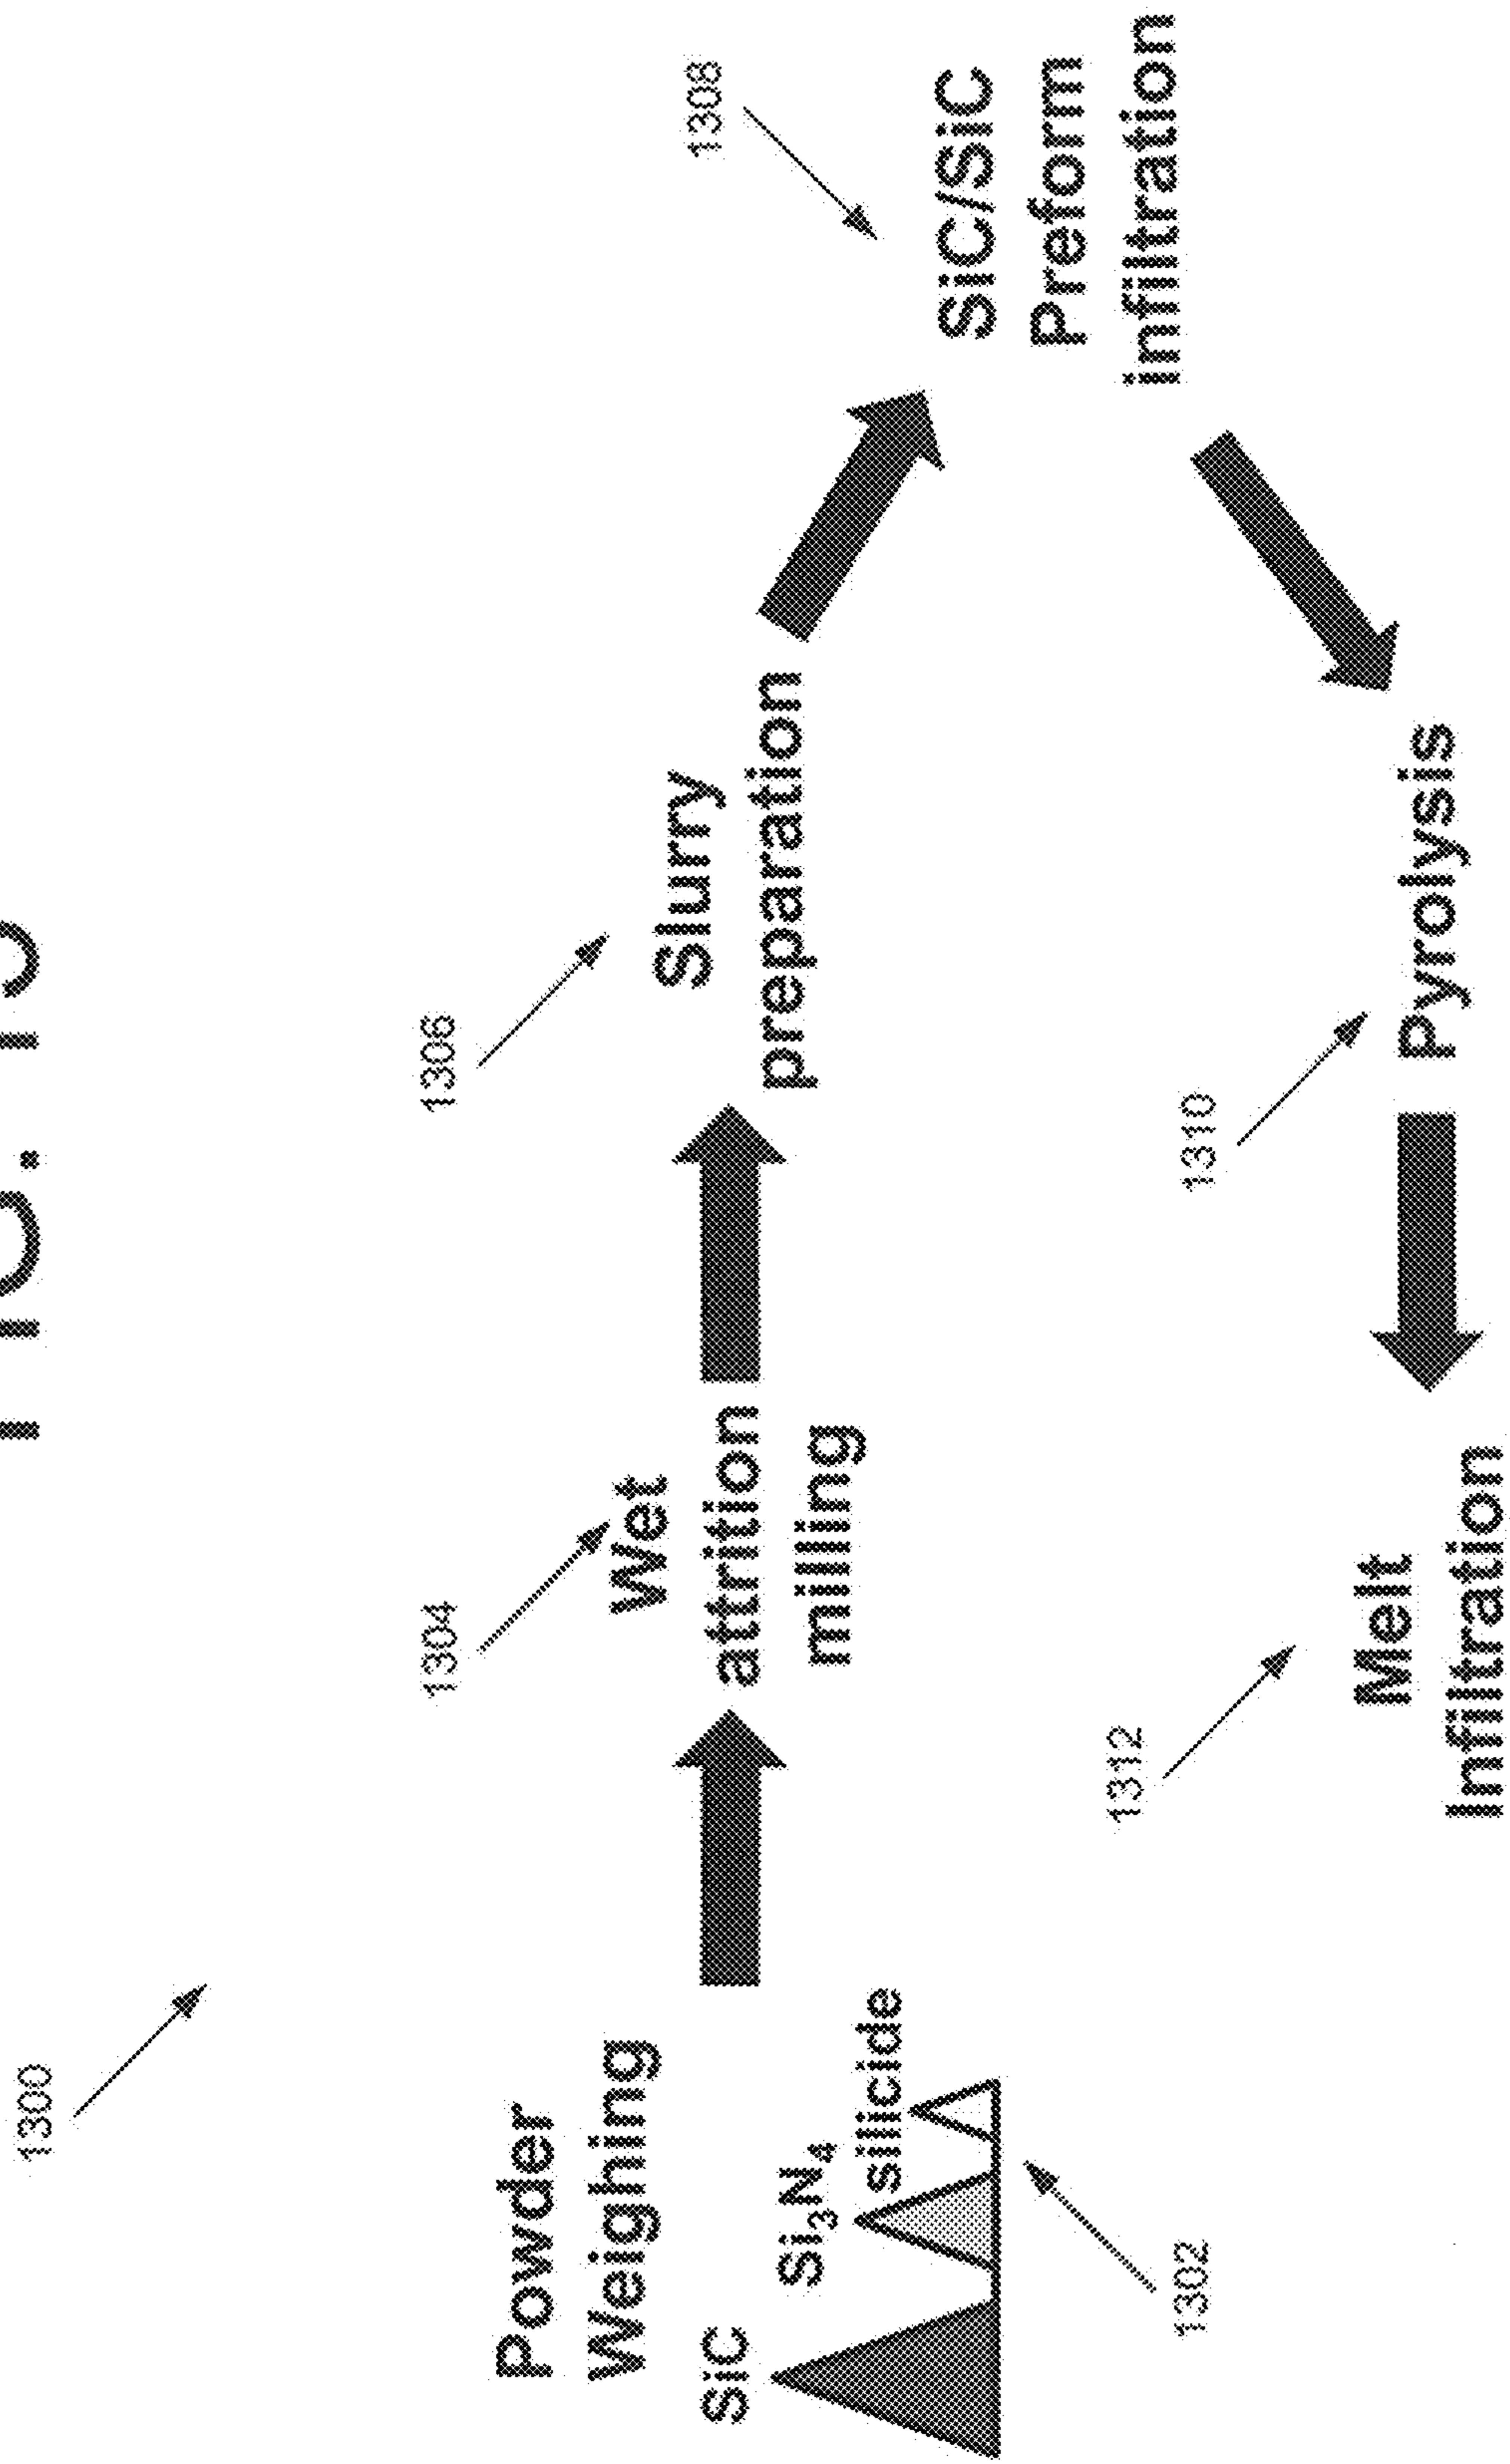 1300
Powder
Weighing
SiC
Si₃N₄
silicide
1302
1304
Wet
attrition
milling
1306
Slurry
preparation
1308
SiC/SiC
Preform
infiltration
1310
Pyrolysis
1312
Melt
Infiltration